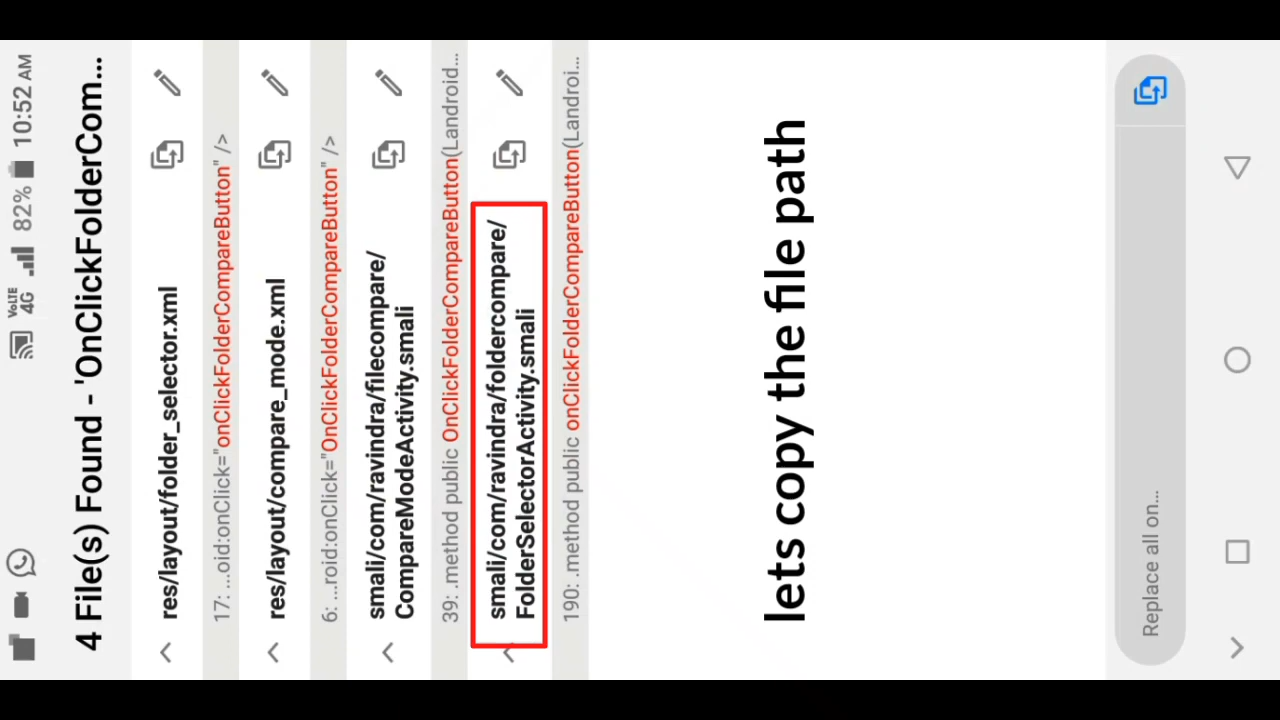 VoLTE
4G
82%
10:52 AM
4 File(s) Found - 'OnClickFolderCom...
res/layout/folder_selector.xml
17: ...oid:onClick="onClickFolderCompareButton" />
res/layout/compare_mode.xml
6: ...roid:onClick="OnClickFolderCompareButton" />
smali/com/ravindra/filecompare/
CompareModeActivity.smali
39: .method public OnClickFolderCompareButton(Landroid...
smali/com/ravindra/foldercompare/
FolderSelectorActivity.smali
190: .method public onClickFolderCompareButton(Landroi...
lets copy the file path
Replace all on...